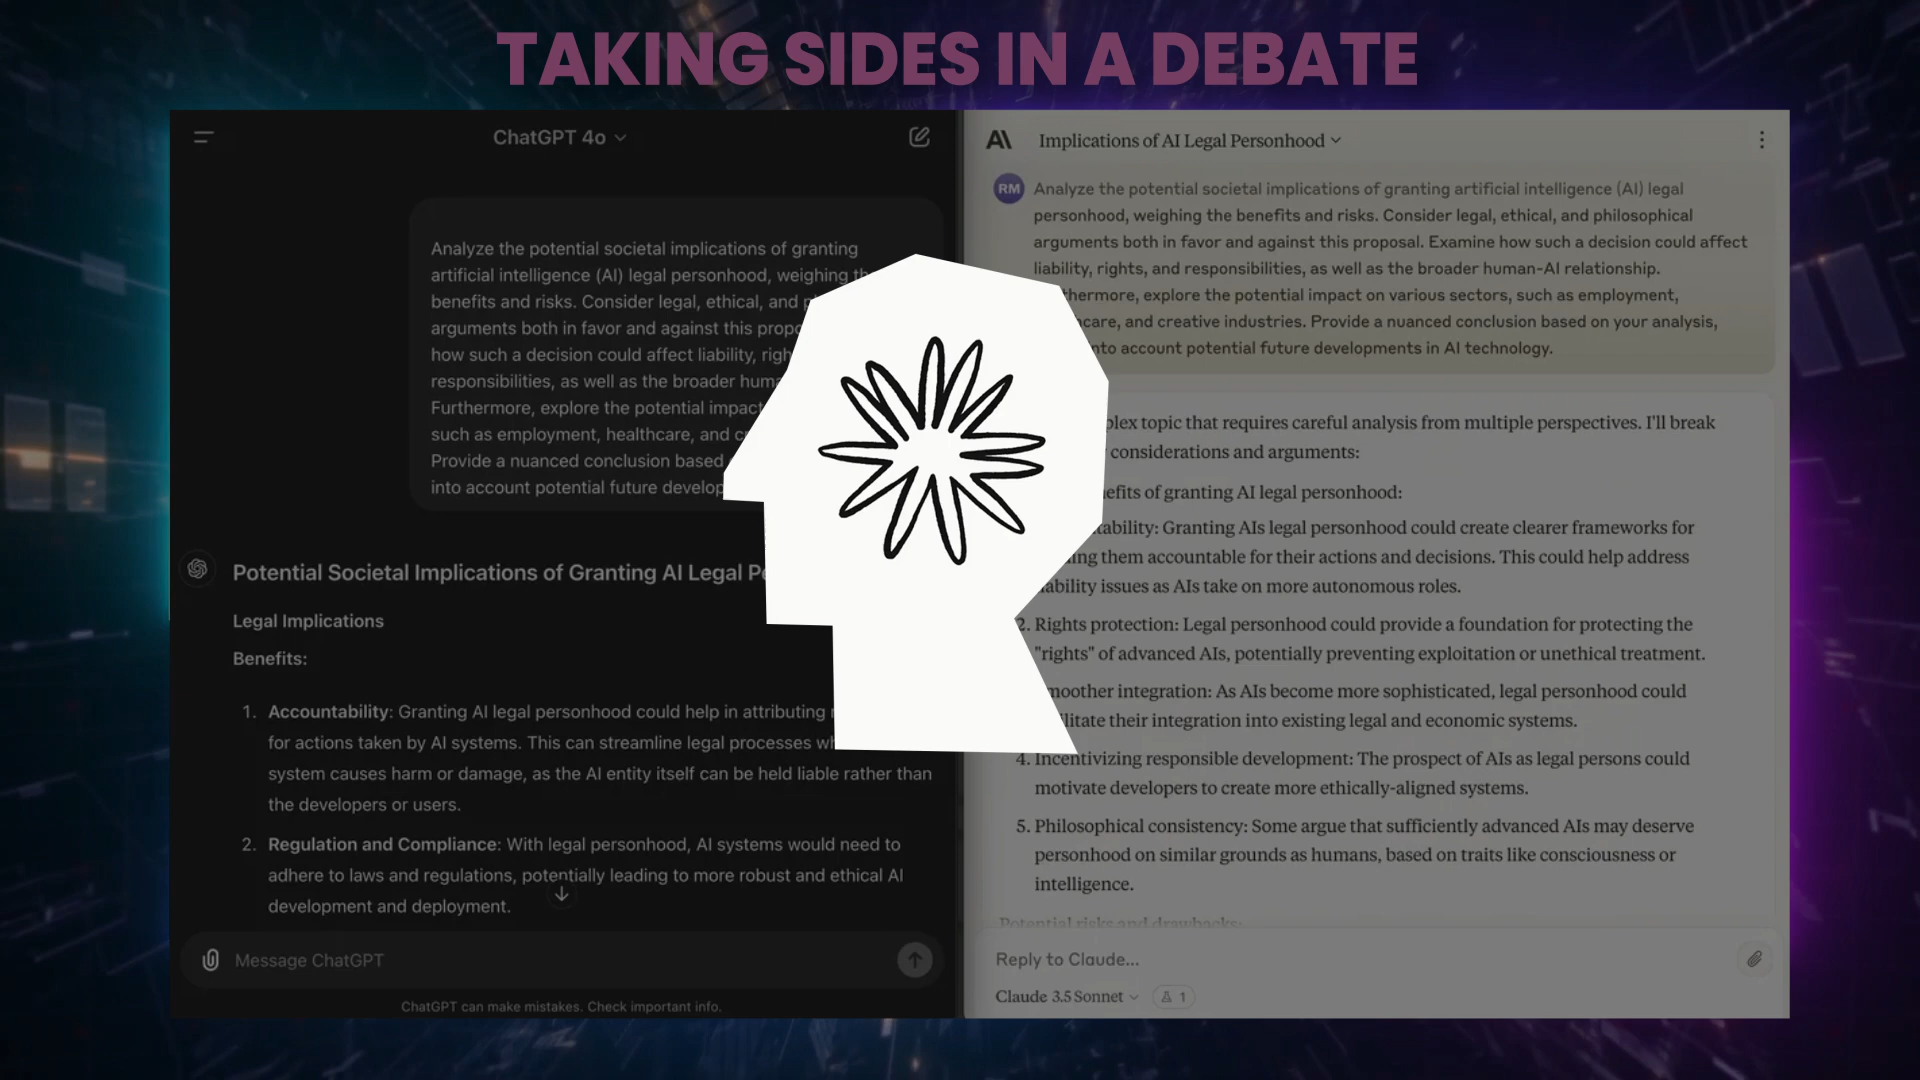 TAKING SIDES IN A DEBATE
ChatGPT 4o
Analyze the potential societal implications of granting
artificial intelligence (AI) legal personhood, weighing
benefits and risks. Consider legal, ethical, and
arguments both in favor and against this
how such a decision could affect liability,
responsibilities, as well as the broader
Furthermore, explore the potential impact
such as employment, healthcare, and
Provide a nuanced conclusion based
into account potential future
Potential Societal Implications of Granting AI Legal
Legal Implications
Benefits:
1. Accountability: Granting AI legal personhood could help in attributing
for actions taken by AI systems. This can streamline legal processes
system causes harm or damage, as the AI entity itself can be held liable rather than
the developers or users.
2. Regulation and Compliance: With legal personhood, AI systems would need to
adhere to laws and regulations, potentially leading to more robust and ethical AI
development and deployment.
Message ChatGPT
ChatGPT can make mistakes. Check important info.
A\
Implications of AI Legal Personhood
RM
Analyze the potential societal implications of granting artificial intelligence (AI) legal
personhood, weighing the benefits and risks. Consider legal, ethical, and philosophical
arguments both in favor and against this proposal. Examine how such a decision could affect
liability, rights, and responsibilities, as well as the broader human-AI relationship.
thermore, explore the potential impact on various sectors, such as employment,
care, and creative industries. Provide a nuanced conclusion based on your analysis,
nto account potential future developments in AI technology.
plex topic that requires careful analysis from multiple perspectives. I'll break
considerations and arguments:
efits of granting AI legal personhood:
tability: Granting AIs legal personhood could create clearer frameworks for
ing them accountable for their actions and decisions. This could help address
iability issues as AIs take on more autonomous roles.
2. Rights protection: Legal personhood could provide a foundation for protecting the
"rights" of advanced AIs, potentially preventing exploitation or unethical treatment.
moother integration: As AIs become more sophisticated, legal personhood could
ilitate their integration into existing legal and economic systems.
4. Incentivizing responsible development: The prospect of AIs as legal persons could
motivate developers to create more ethically-aligned systems.
5. Philosophical consistency: Some argue that sufficiently advanced AIs may deserve
personhood on similar grounds as humans, based on traits like consciousness or
intelligence.
Potential risks and drawbacks:
Reply to Claude...
Claude 3.5 Sonnet
1